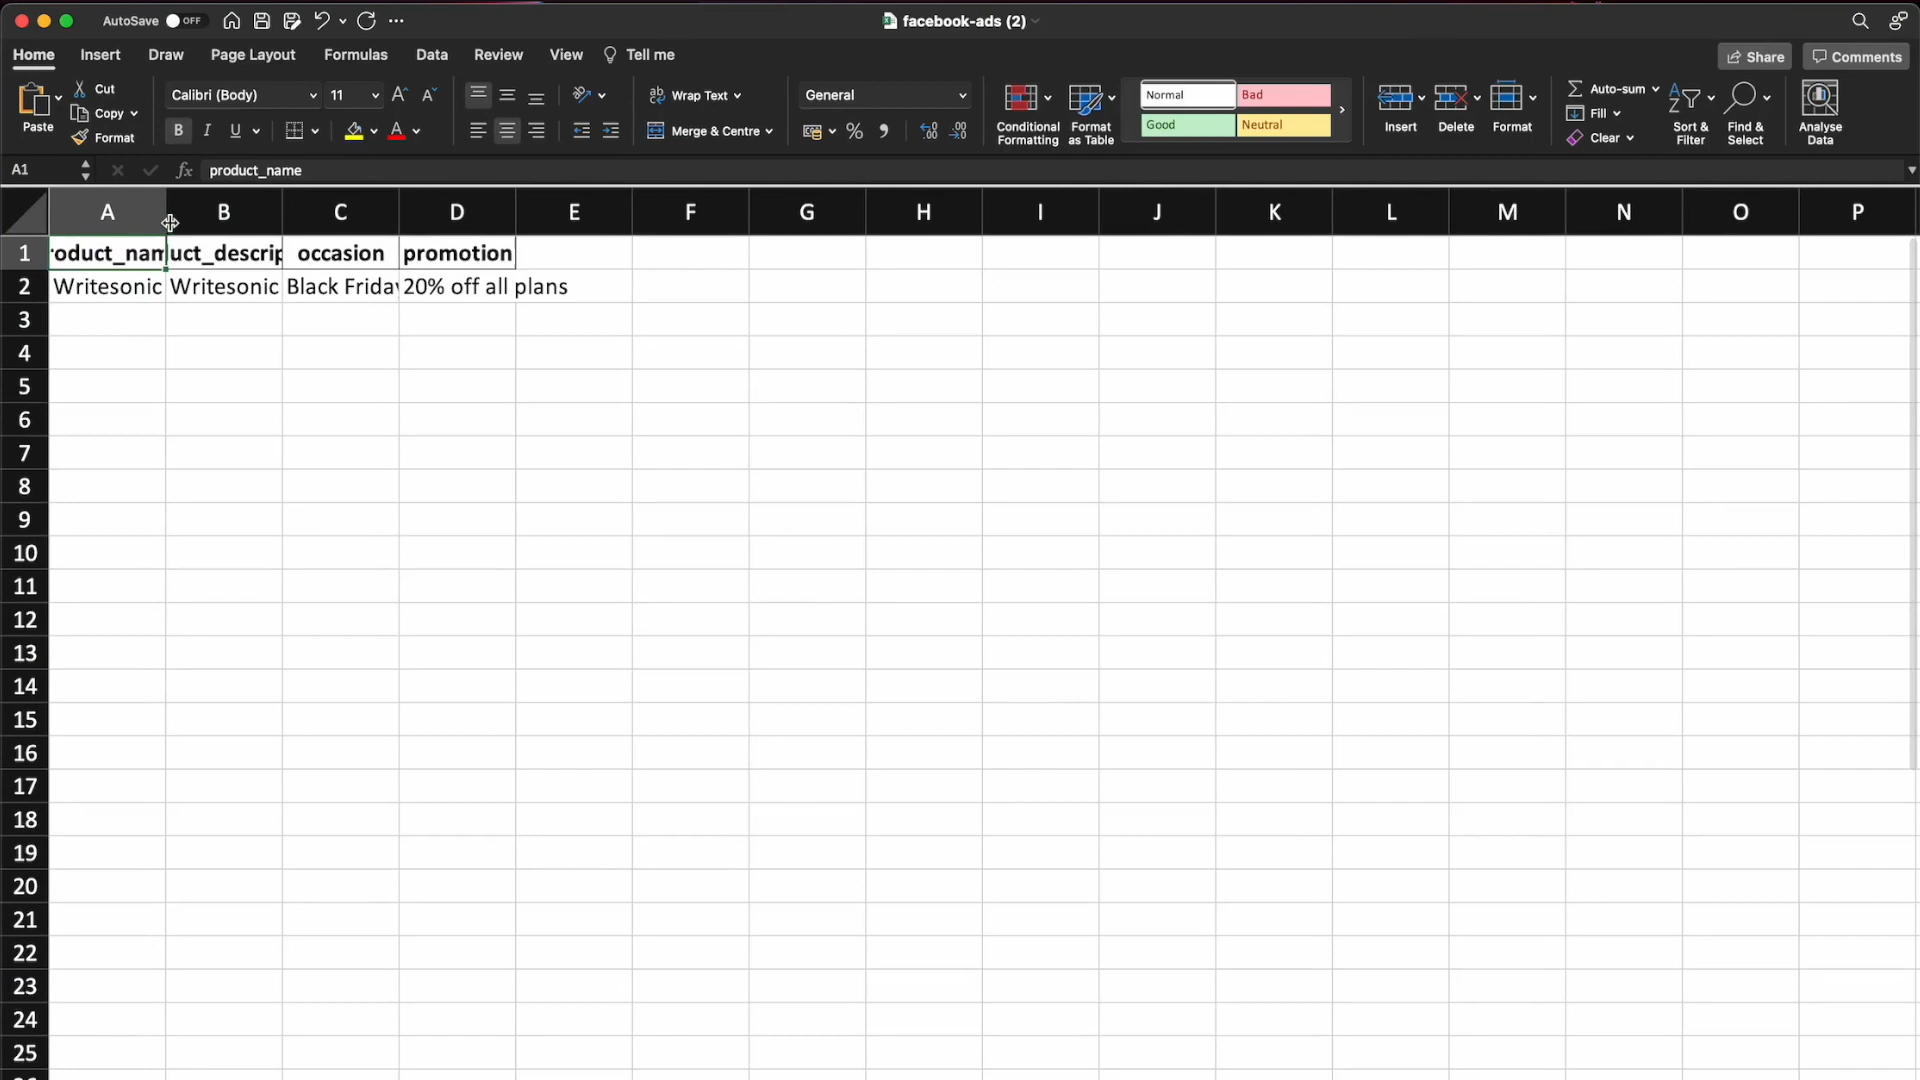 AutoSave OFF facebook-ads (2)
Home Insert Draw Page Layout Formulas Data Review View Tell me Share Comments
Paste Cut Copy Format
Calibri (Body) 11
B I U A
Wrap Text
Merge & Centre
General
Conditional Formatting
Format as Table
Normal Bad
Good Neutral
Insert Delete Format
Auto-sum
Fill
Clear
Sort & Filter
Find & Select
Analyse Data
A1 fx product_name
A B C D E F G H I J K L M N O P
1 roduct_nam uct_descrip occasion promotion
2 Writesonic Writesonic Black Friday 20% off all plans
3
4
5
6
7
8
9
10
11
12
13
14
15
16
17
18
19
20
21
22
23
24
25